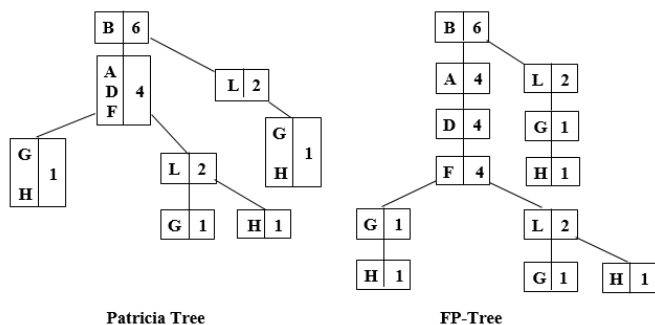 B 6
A
D
F
4
L 2
G
H
1
G
H
1
L 2
G 1
H 1
Patricia Tree
B 6
A 4
L 2
D 4
G 1
F 4
H 1
G 1
L 2
H 1
G 1
H 1
FP-Tree